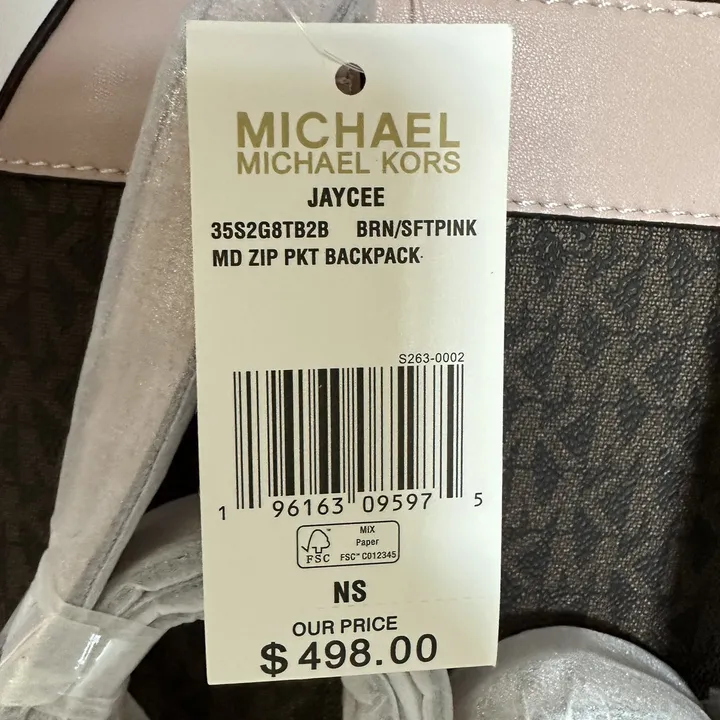 MICHAEL
MICHAEL KORS
JAYCEE
35S2G8TB2B BRN/SFTPINK
MD ZIP PKT BACKPACK
S263-0002
1 96163 09597 5
FSC
MIX
Paper
FSC™ C012345
NS
OUR PRICE
$498.00